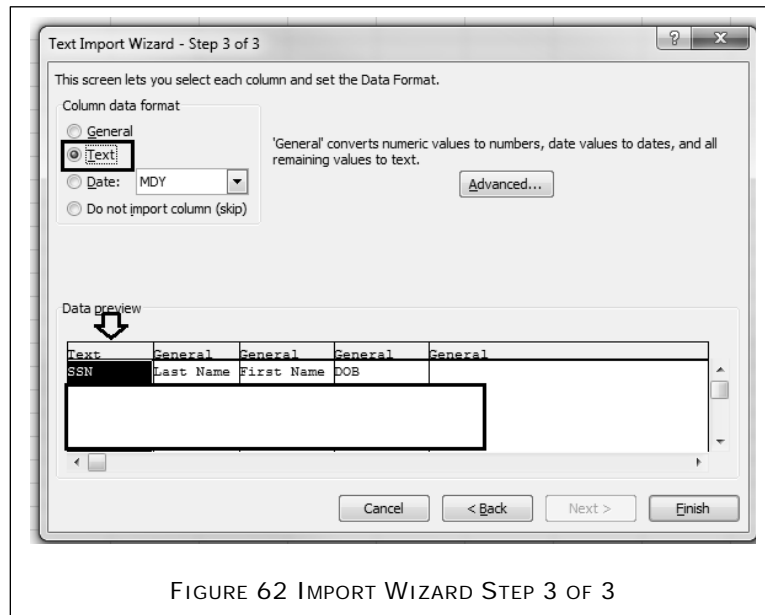 Text Import Wizard - Step 3 of 3
? x
This screen lets you select each column and set the Data Format.
Column data format
General
Text
Date: MDY
Do not import column (skip)
'General' converts numeric values to numbers, date values to dates, and all
remaining values to text.
Advanced...
Data preview
Text General General General General
SSN Last Name First Name DOB
Cancel < Back Next > Finish
FIGURE 62 IMPORT WIZARD STEP 3 OF 3